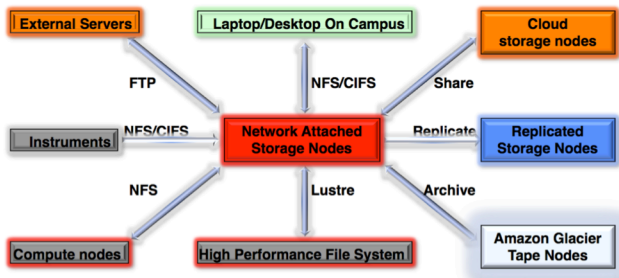 External Servers
Laptop/Desktop On Campus
Cloud
storage nodes
FTP
NFS/CIFS
Share
Instruments
NFS/CIFS
Network Attached
Storage Nodes
Replicate
Replicated
Storage Nodes
NFS
Lustre
Archive
Compute nodes
High Performance File System
Amazon Glacier
Tape Nodes